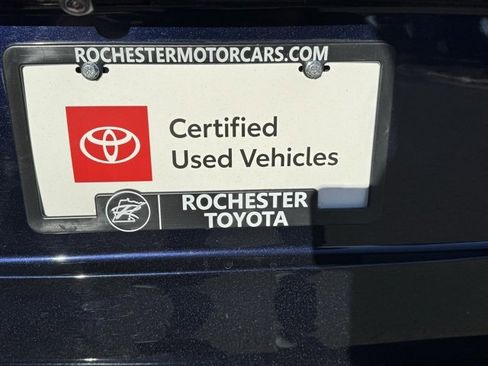 ROCHESTERMOTORCARS.COM
Certified
Used Vehicles
ROCHESTER
TOYOTA